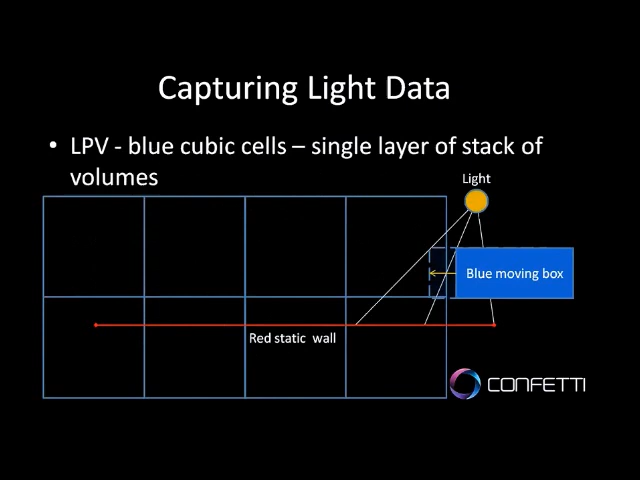 Capturing Light Data
• LPV - blue cubic cells – single layer of stack of
volumes
Light
Blue moving box
Red static wall
CONFETTI